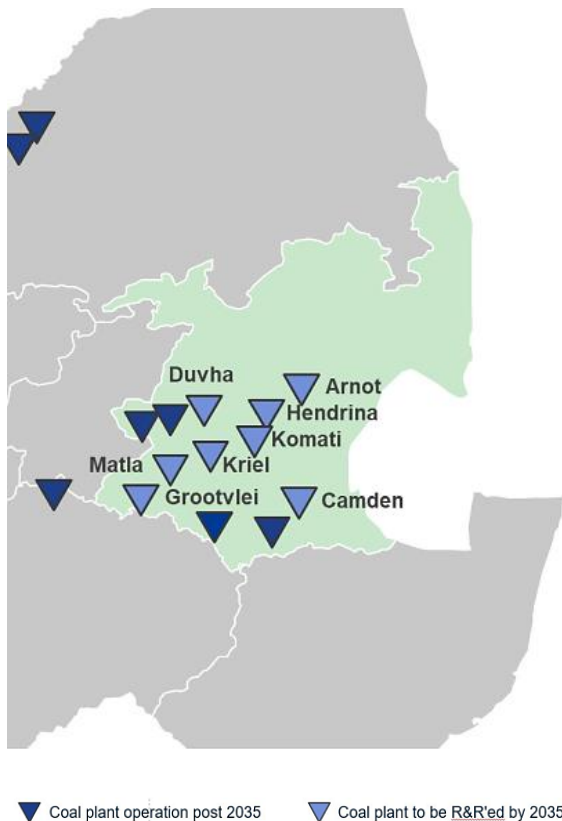 Duvha
Arnot
Hendrina
Komati
Matla
Kriel
Grootvlei
Camden
Coal plant operation post 2035
Coal plant to be R&R'ed by 2035